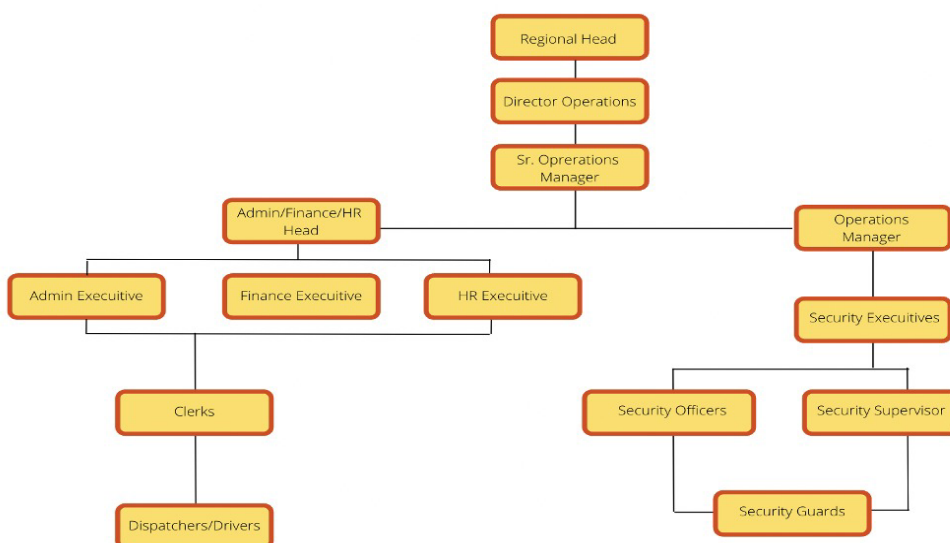 Regional Head
Director Operations
Sr. Oprerations
Manager
Admin/Finance/HR
Head
Operations
Manager
Admin Executive
Finance Executive
HR Executive
Security Executives
Clerks
Security Officers
Security Supervisor
Dispatchers/Drivers
Security Guards